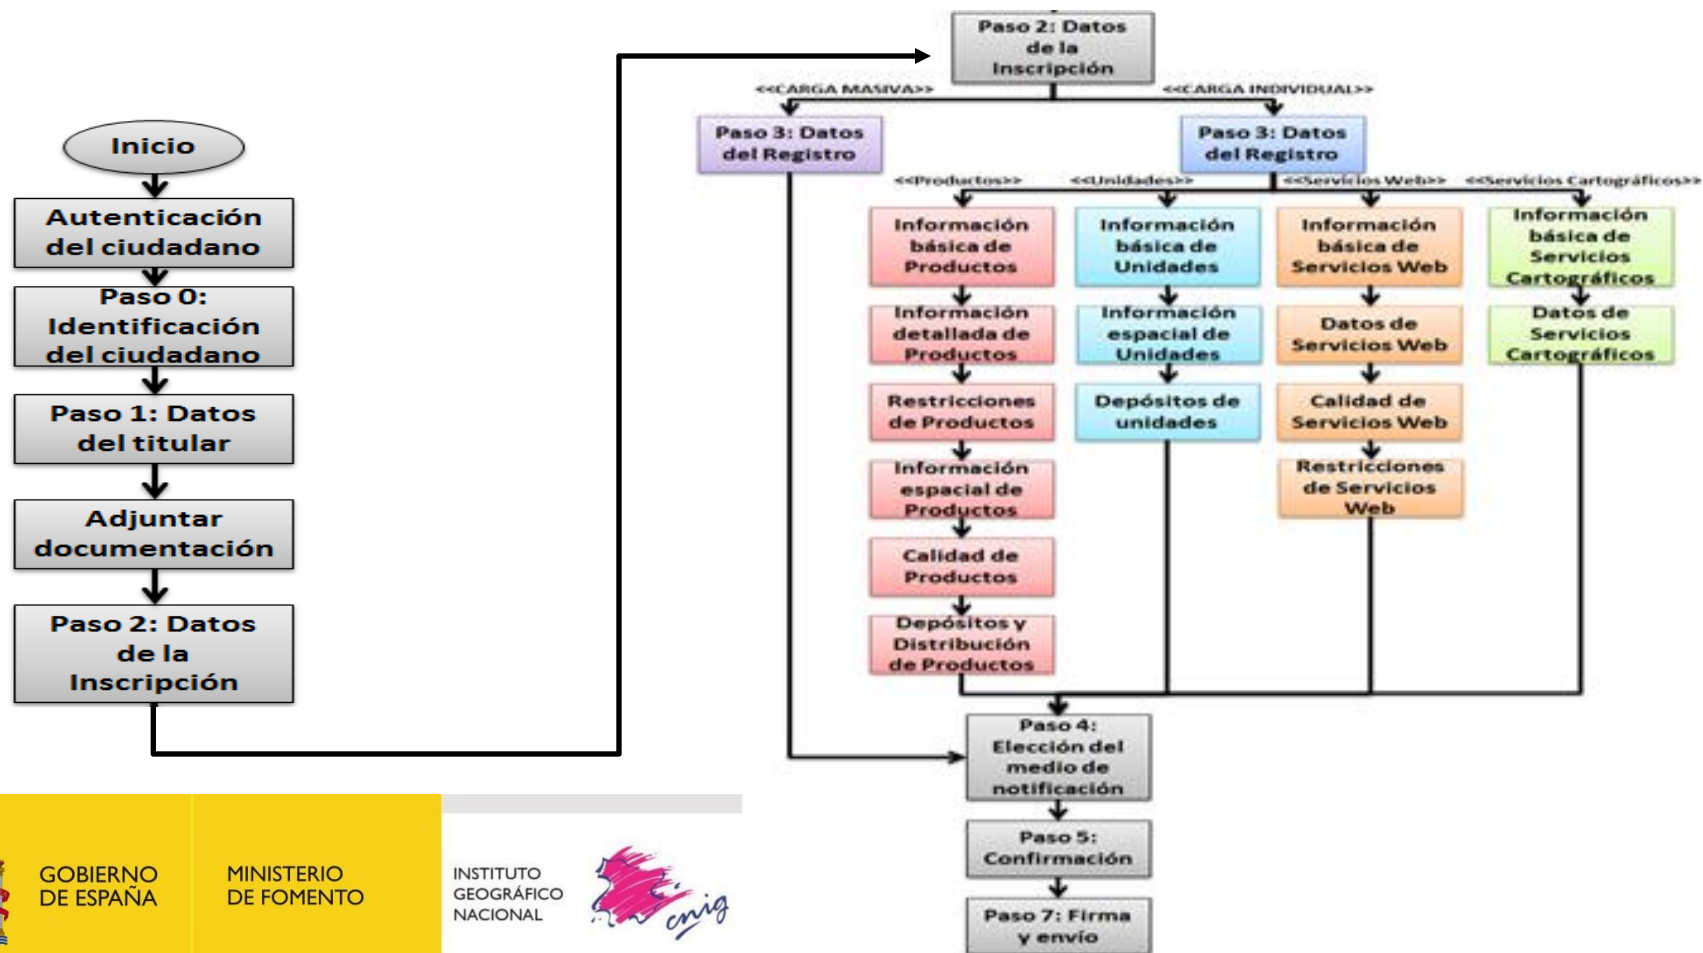 Inicio
Autenticación
del ciudadano
Paso 0:
Identificación
del ciudadano
Paso 1: Datos
del titular
Adjuntar
documentación
Paso 2: Datos
de la
Inscripción
Paso 2: Datos
de la
Inscripción
<<CARGA MASIVA>>
<<CARGA INDIVIDUAL>>
Paso 3: Datos
del Registro
Paso 3: Datos
del Registro
<<Productos>>
<<Unidades>>
<<Servicios Web>>
<<Servicios Cartográficos>>
Información
básica de
Productos
Información
detallada de
Productos
Restricciones
de Productos
Información
espacial de
Productos
Calidad de
Productos
Depósitos y
Distribución
de Productos
Información
básica de
Unidades
Información
espacial de
Unidades
Depósitos de
unidades
Información
básica de
Servicios Web
Datos de
Servicios Web
Calidad de
Servicios Web
Restricciones
de Servicios
Web
Información
básica de
Servicios
Cartográficos
Datos de
Servicios
Cartográficos
Paso 4:
Elección del
medio de
notificación
Paso 5:
Confirmación
Paso 7: Firma
y envío
GOBIERNO
DE ESPAÑA
MINISTERIO
DE FOMENTO
INSTITUTO
GEOGRÁFICO
NACIONAL
cnig